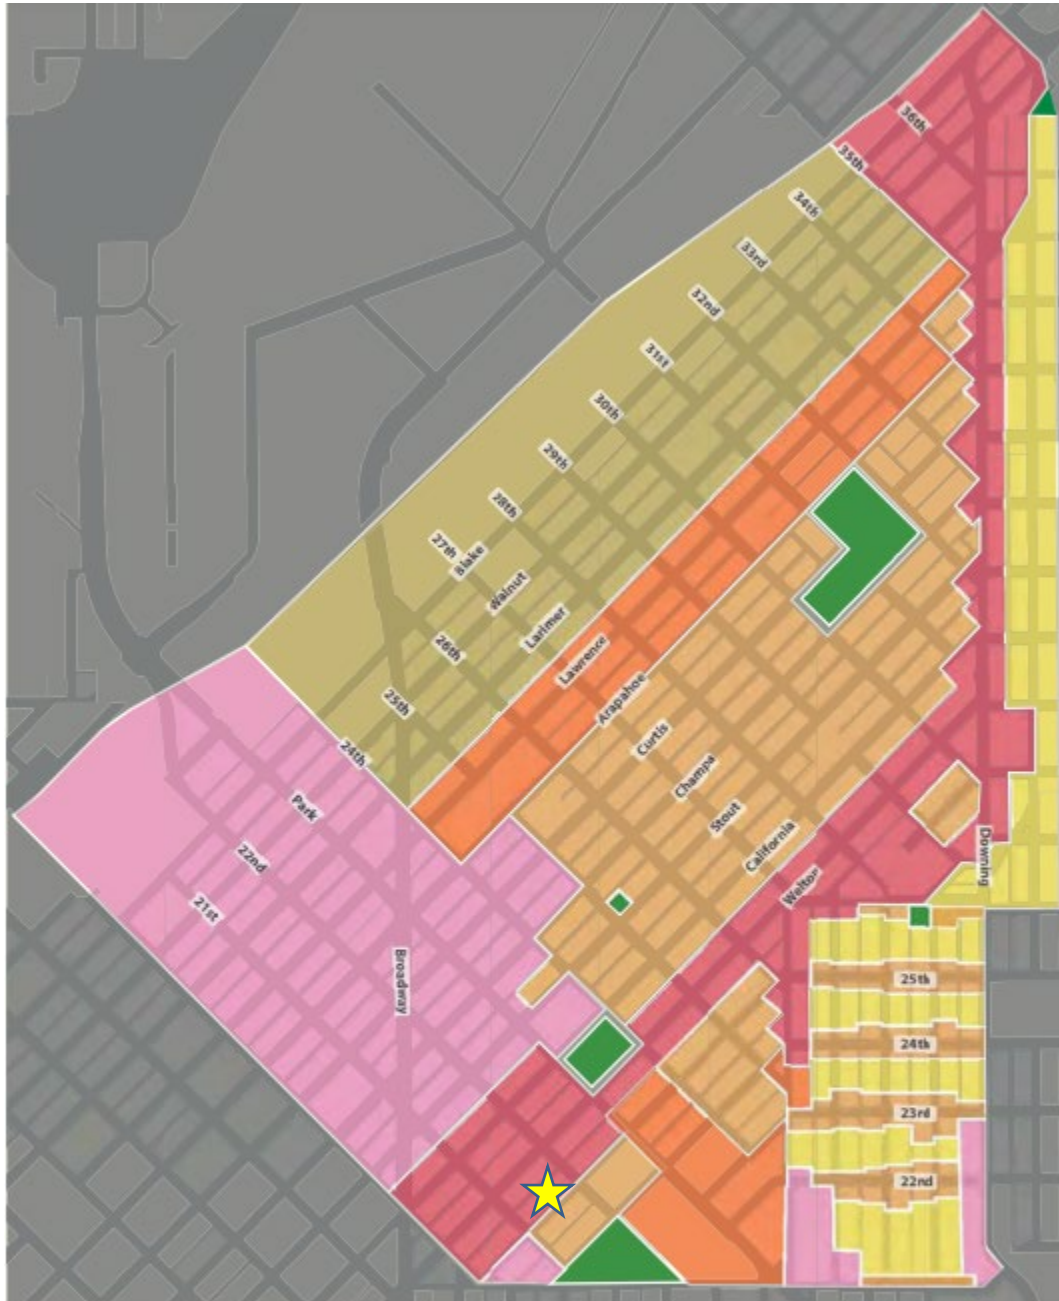 36th
35th
34th
33rd
32nd
31st
30th
29th
28th
27th
Blake
Walnut
Larimer
26th
Lawrence
25th
Arapahoe
24th
Curtis
Champa
Park
Stout
22nd
California
Downing
Welton
21st
Broadway
25th
24th
23rd
22nd